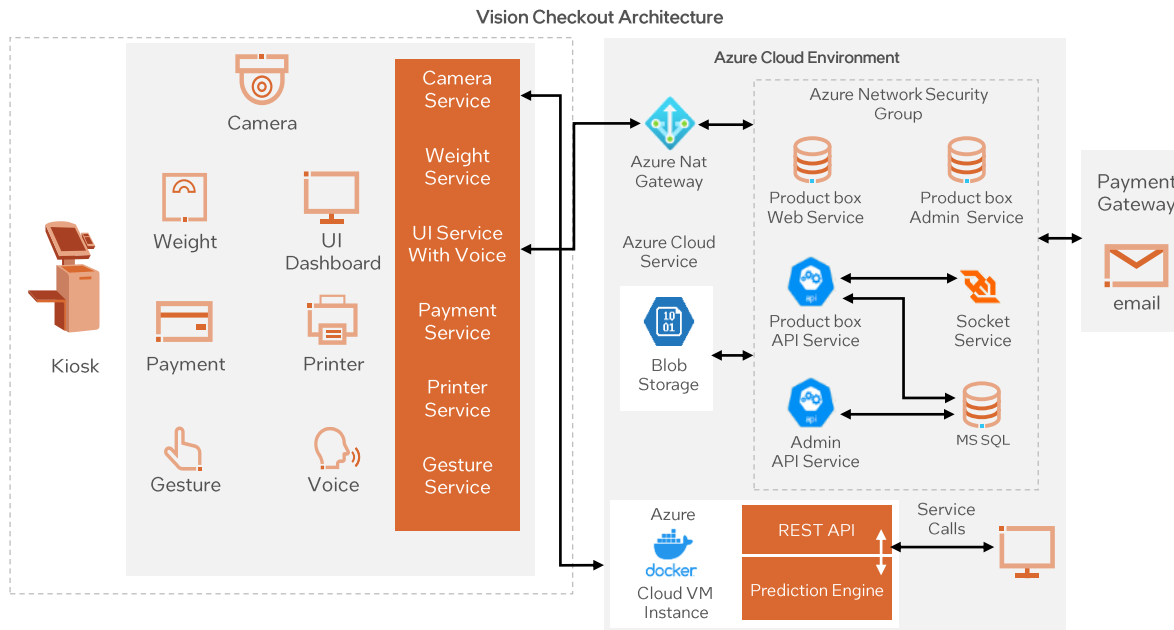 Vision Checkout Architecture
Camera
Weight
UI
Dashboard
Kiosk
Payment
Printer
Gesture
Voice
Camera
Service
Weight
Service
UI Service
With Voice
Payment
Service
Printer
Service
Gesture
Service
Azure Cloud Environment
Azure Nat
Gateway
Azure Cloud
Service
10
01
Blob
Storage
Azure Network Security
Group
Product box
Web Service
Product box
Admin Service
api
Product box
API Service
Socket
Service
api
Admin
API Service
MS SQL
Payment
Gateway
email
Azure
docker
Cloud VM
Instance
REST API
Prediction Engine
Service
Calls